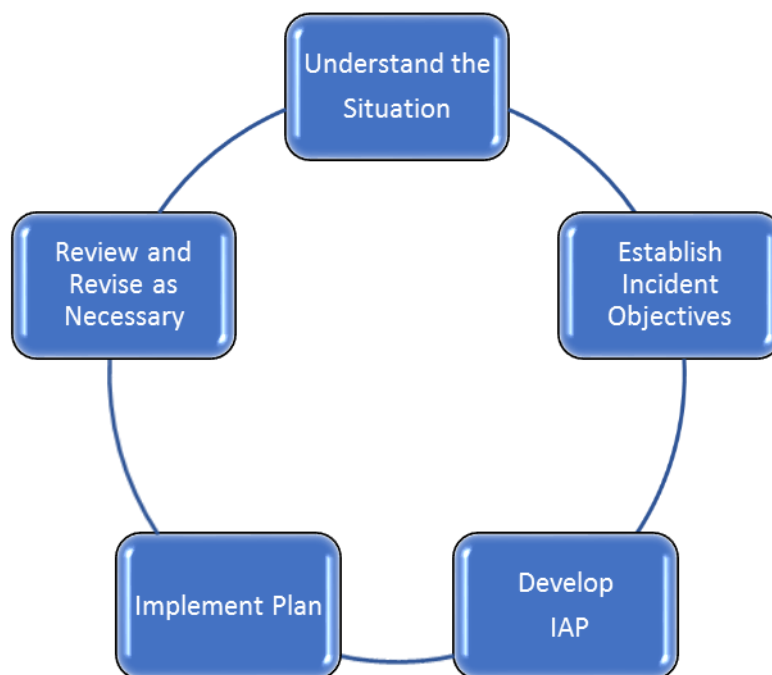 Understand the
Situation
Establish
Incident
Objectives
Develop
IAP
Implement Plan
Review and
Revise as
Necessary